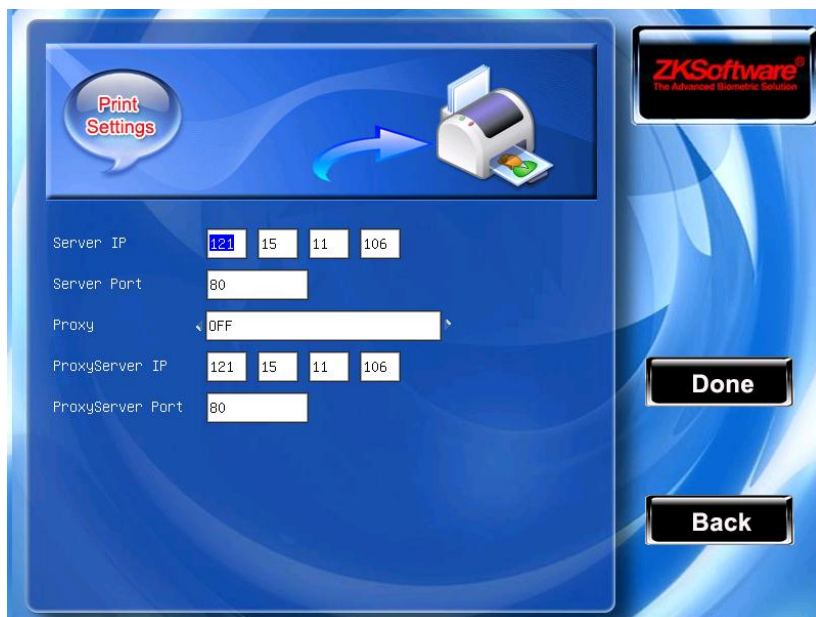 Print
Settings
ZKSoftware®
The Advanced Biometric Solution
Server IP 121 15 11 106
Server Port 80
Proxy OFF
ProxyServer IP 121 15 11 106
ProxyServer Port 80
Done
Back